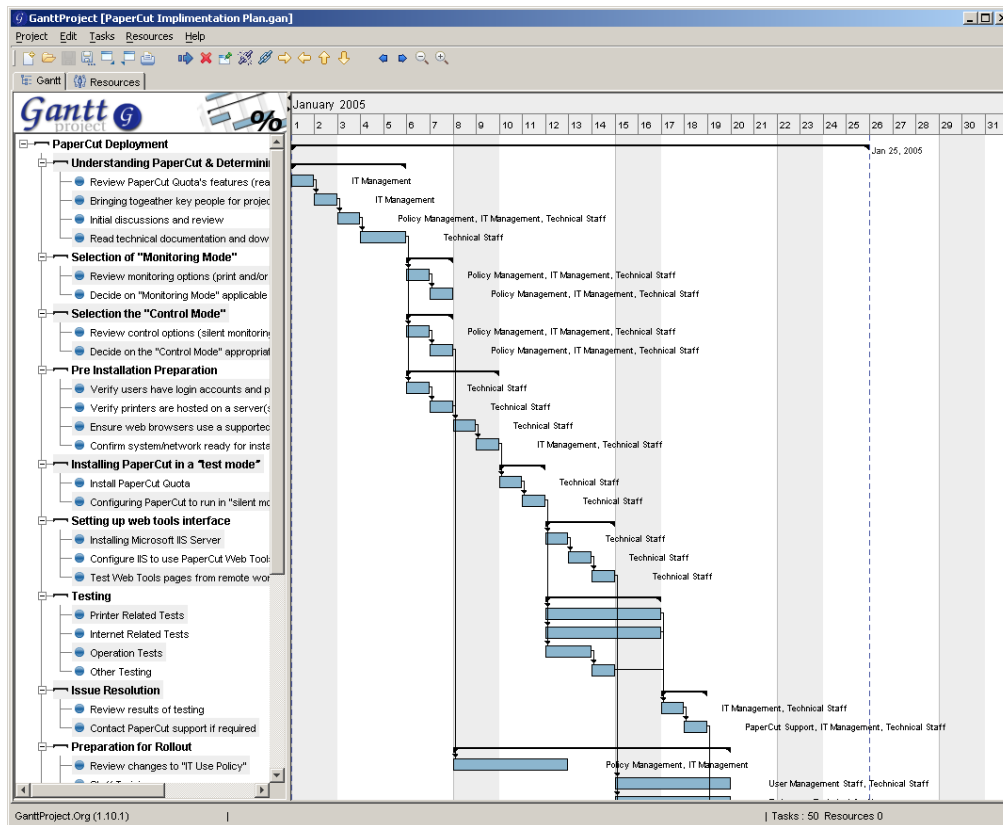 GanttProject [PaperCut Implimentation Plan.gan]
Project Edit Tasks Resources Help
Gantt Resources
Gantt project %
January 2005
1 2 3 4 5 6 7 8 9 10 11 12 13 14 15 16 17 18 19 20 21 22 23 24 25 26 27 28 29 30 31
PaperCut Deployment
Jan 25, 2005
Understanding PaperCut & Determinin
Review PaperCut Quota's features (rea
IT Management
Bringing togeather key people for projec
IT Management
Initial discussions and review
Policy Management, IT Management, Technical Staff
Read technical documentation and dow
Technical Staff
Selection of "Monitoring Mode"
Review monitoring options (print and/or
Policy Management, IT Management, Technical Staff
Decide on "Monitoring Mode" applicable
Policy Management, IT Management, Technical Staff
Selection the "Control Mode"
Review control options (silent monitoring
Policy Management, IT Management, Technical Staff
Decide on the "Control Mode" appropriat
Policy Management, IT Management, Technical Staff
Pre Installation Preparation
Verify users have login accounts and p
Technical Staff
Verify printers are hosted on a server(s
Technical Staff
Ensure web browsers use a supported
Technical Staff
Confirm system/network ready for insta
IT Management, Technical Staff
Installing PaperCut in a "test mode"
Install PaperCut Quota
Technical Staff
Configuring PaperCut to run in "silent mo
Technical Staff
Setting up web tools interface
Installing Microsoft IIS Server
Technical Staff
Configure IIS to use PaperCut Web Tool
Technical Staff
Test Web Tools pages from remote wor
Technical Staff
Testing
Printer Related Tests
Internet Related Tests
Operation Tests
Other Testing
Issue Resolution
Review results of testing
IT Management, Technical Staff
Contact PaperCut support if required
PaperCut Support, IT Management, Technical Staff
Preparation for Rollout
Review changes to "IT Use Policy"
Policy Management, IT Management
User Management Staff, Technical Staff
GanttProject.Org (1.10.1) | | Tasks : 50 Resources 0